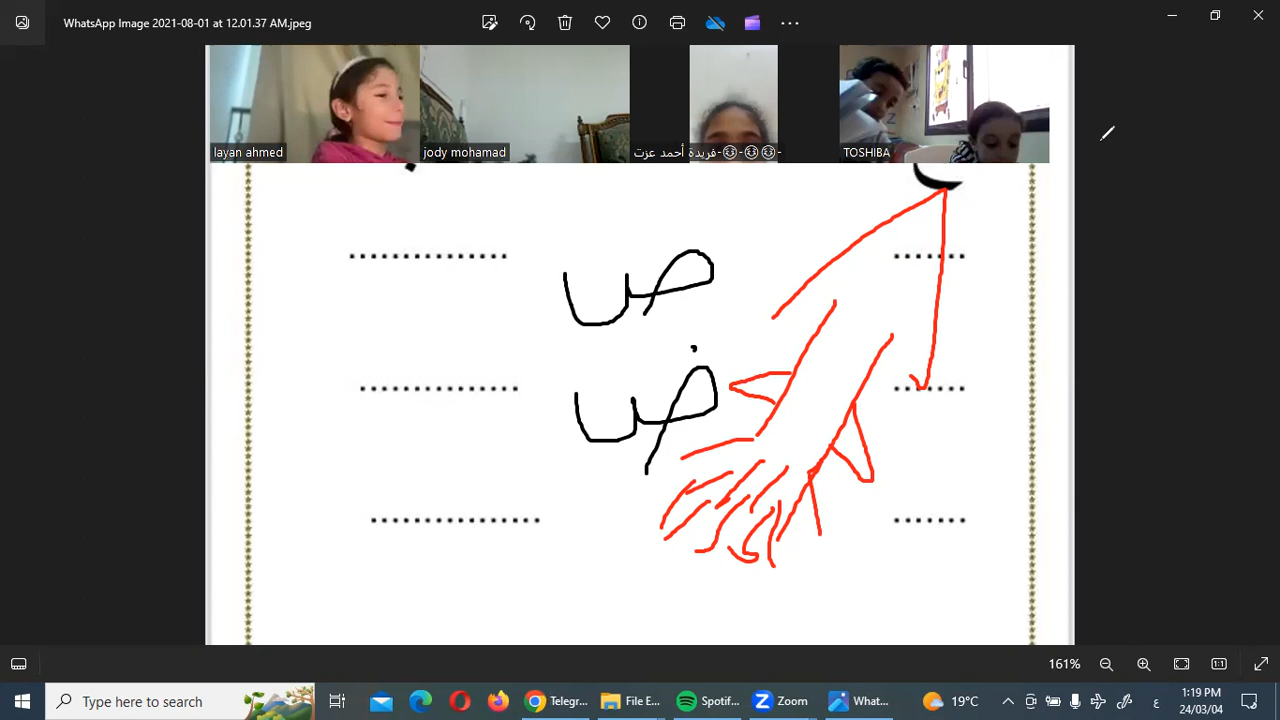 WhatsApp Image 2021-08-01 at 12.01.37 AM.jpeg
layan ahmed
jody mohamad
فريدة أحمد عزت-😍-😍😍-
TOSHIBA
ص
ض
161%
Type here to search
Telegr...
File E...
Spotif...
Zoom
What...
19°C
ع
1:19 PM
24/03/04